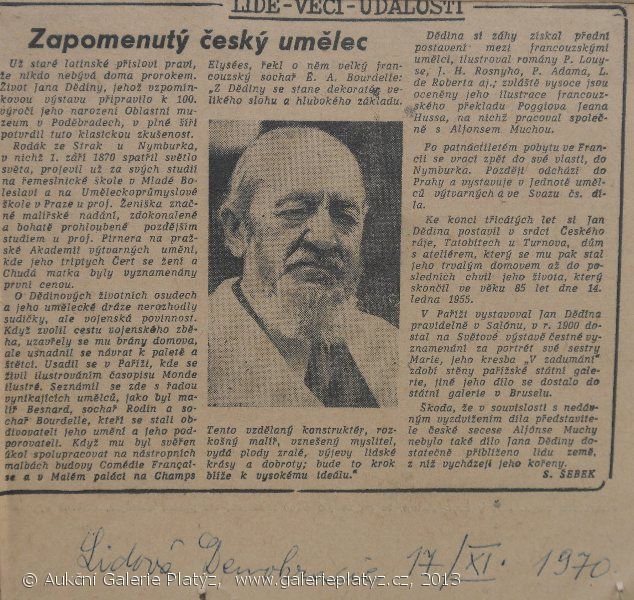 LIDÉ-VĚCI-UDÁLOSTI
Zapomenutý český umělec
Už staré latinské přísloví praví,
že nikdo nebývá doma prorokem.
Život Jana Dědiny, jehož vzpomín-
kovou výstavu připravilo k 100.
výročí jeho narození Oblastní mu-
zeum v Poděbradech, v plné šíři
potvrdil tuto klasickou zkušenost.
Rodák ze Strak u Nymburka,
v nichž 1. září 1870 spatřil světlo
světa, projevil už za svých studií
na řemeslnické škole v Mladé Bo-
leslavi a na Uměleckoprůmyslové
škole v Praze u prof. Ženíška znač-
né malířské nadání, zdokonalené
a bohatě prohloubené pozdějším
studiem u prof. Pirnera na praž-
ské Akademii výtvarných umění,
kde jeho triptych Čert se žení a
Chudá matka byly vyznamenány
první cenou.
O Dědinových životních osudech
a jeho umělecké dráze nerozhodly
sudičky, ale vojenská povinnost.
Když zvolil cestu vojenského zbě-
ha, uzavřely se mu brány domova,
ale usnadnil se návrat k paletě a
štětci. Usadil se v Paříži, kde se
živil ilustrováním časopisu Monde
ilustré. Seznámil se zde s řadou
vynikajících umělců, jako byl ma-
líř Besnard, sochař Rodin a so-
chař Bourdelle, kteří se stali ob-
divovateli jeho umění a jeho pod-
porovateli. Když mu byl svěřen
úkol spolupracovat na nástropních
malbách budovy Comédie Françai-
se a v Malém paláci na Champs
Elysées, řekl o něm velký fran-
couzský sochař E. A. Bourdelle:
„Z Dědiny se stane dekoratér ve-
likého slohu a hlubokého základu.
Tento vzdělaný konstruktér, roz-
košný malíř, vznešený myslitel,
vydá plody zralé, výjevy lidské
krásy a dobroty; bude to krok
blíže k vysokému ideálu."
Dědina si záhy získal přední
postavení mezi francouzskými
umělci, ilustroval romány P. Louy-
se, J. H. Rosnyho, P. Adama, L.
de Roberta aj.; zvláště vysoce jsou
oceněny jeho ilustrace francouz-
ského překladu Poggiova Jeana
Hussa, na nichž pracoval společ-
ně s Alfonsem Muchou.
Po patnáctiletém pobytu ve Fran-
cii se vrací zpět do své vlasti, do
Nymburka. Později odchází do
Prahy a vystavuje v Jednotě uměl-
ců výtvarných a ve Svazu čs. dí-
la.
Ke konci třicátých let si Jan
Dědina postavil v srdci Českého
ráje, Tatobitech u Turnova, dům
s ateliérem, který se mu pak stal
jeho trvalým domovem až do po-
sledních chvil jeho života, který
skončil ve věku 85 let dne 14.
ledna 1955.
V Paříži vystavoval Jan Dědina
pravidelně v Salónu, v r. 1900 do-
stal na Světové výstavě čestné vy-
znamenání za portrét své sestry
Marie, jeho kresba „V zadumání"
zdobí stěny pařížské státní gale-
rie, jiné jeho dílo se dostalo do
státní galerie v Bruselu.
Škoda, že v souvislosti s nedáv-
ným vyzdvižením díla představite-
le české secese Alfonse Muchy
nebylo také dílo Jana Dědiny do-
statečně přiblíženo lidu země,
z níž vycházejí jeho kořeny.
S. ŠEBEK
Lidová Demokracie 17/XI. 1970.
© Aukční Galerie Platýz, www.galerieplatyz.cz, 2013